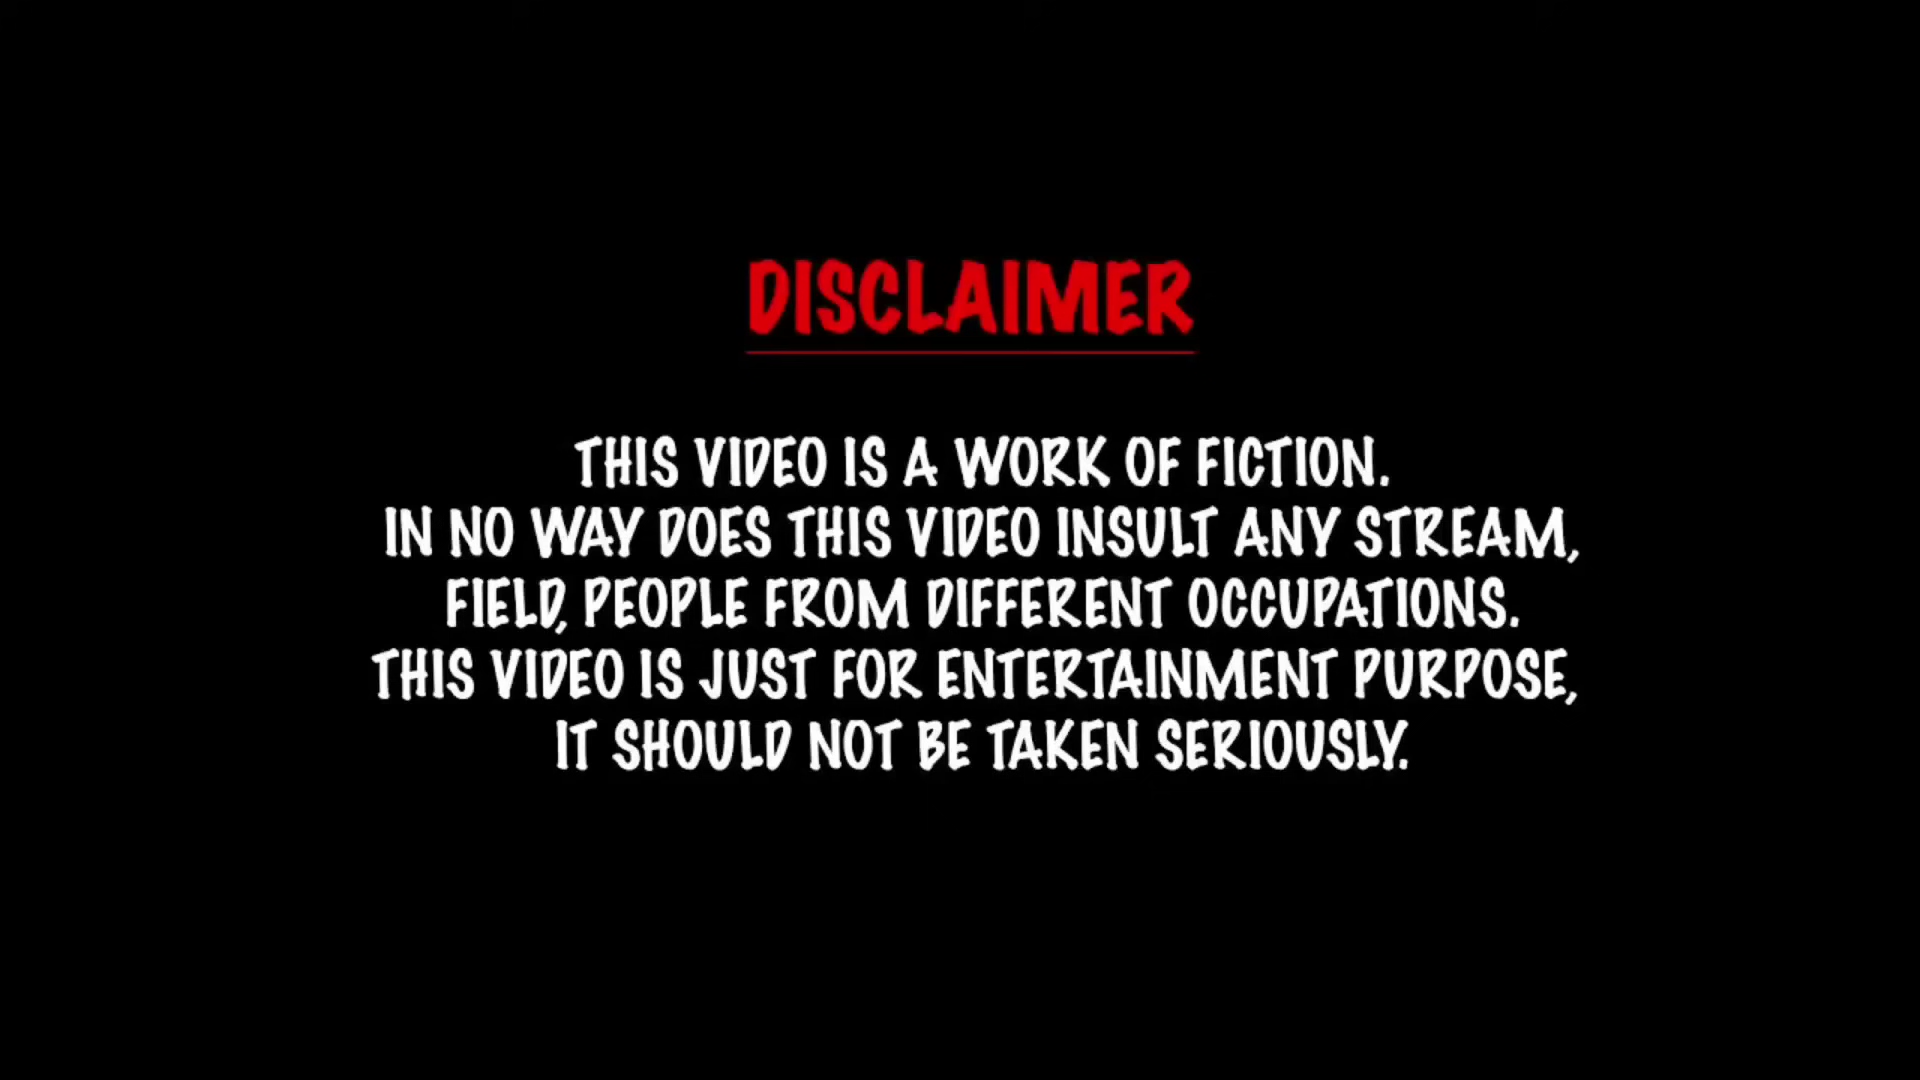 DISCLAIMER
THIS VIDEO IS A WORK OF FICTION.
IN NO WAY DOES THIS VIDEO INSULT ANY STREAM,
FIELD, PEOPLE FROM DIFFERENT OCCUPATIONS.
THIS VIDEO IS JUST FOR ENTERTAINMENT PURPOSE,
IT SHOULD NOT BE TAKEN SERIOUSLY.